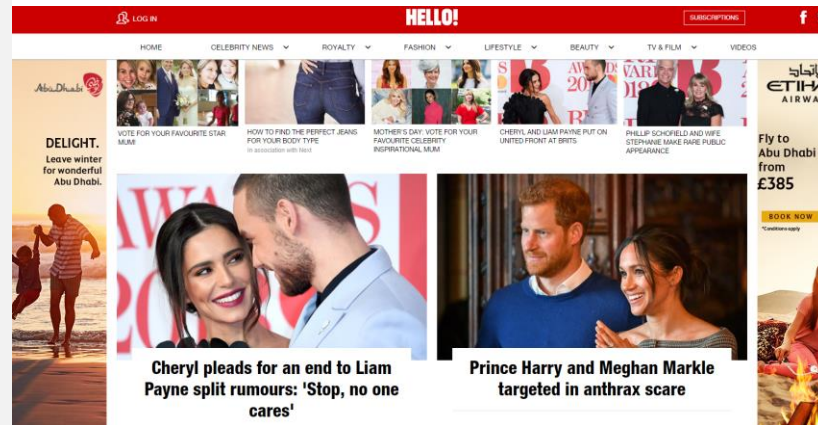 LOG IN
HELLO!
SUBSCRIPTIONS
f
HOME
CELEBRITY NEWS
ROYALTY
FASHION
LIFESTYLE
BEAUTY
TV & FILM
VIDEOS
Abu Dhabi
DELIGHT.
Leave winter
for wonderful
Abu Dhabi.
VOTE FOR YOUR FAVOURITE STAR
MUM!
HOW TO FIND THE PERFECT JEANS
FOR YOUR BODY TYPE
In association with Next
MOTHER'S DAY: VOTE FOR YOUR
FAVOURITE CELEBRITY
INSPIRATIONAL MUM
CHERYL AND LIAM PAYNE PUT ON
UNITED FRONT AT BRITS
PHILLIP SCHOFIELD AND WIFE
STEPHANIE MAKE RARE PUBLIC
APPEARANCE
AIRWA
Fly to
Abu Dhabi
from
£385
BOOK NOW
*Conditions apply
Cheryl pleads for an end to Liam
Payne split rumours: 'Stop, no one
cares'
Prince Harry and Meghan Markle
targeted in anthrax scare